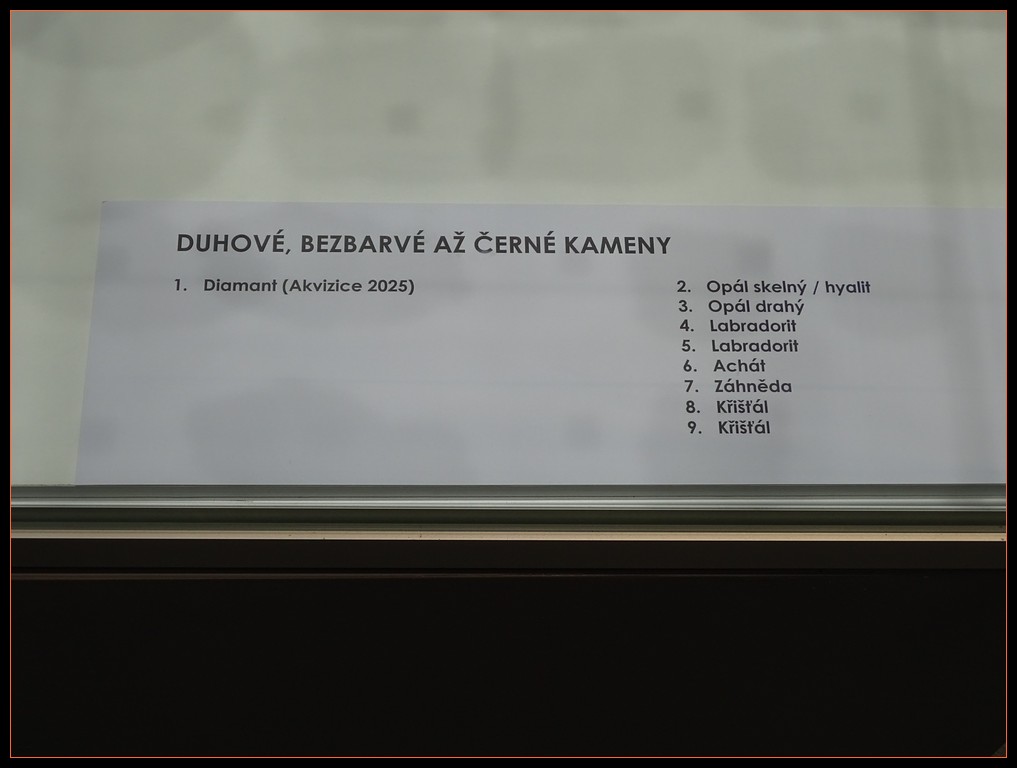 DUHOVÉ, BEZBARVÉ AŽ ČERNÉ KAMENY
1. Diamant (Akvizice 2025)
2. Opál skelný / hyalit
3. Opál drahý
4. Labradorit
5. Labradorit
6. Achát
7. Záhněda
8. Křišťál
9. Křišťál